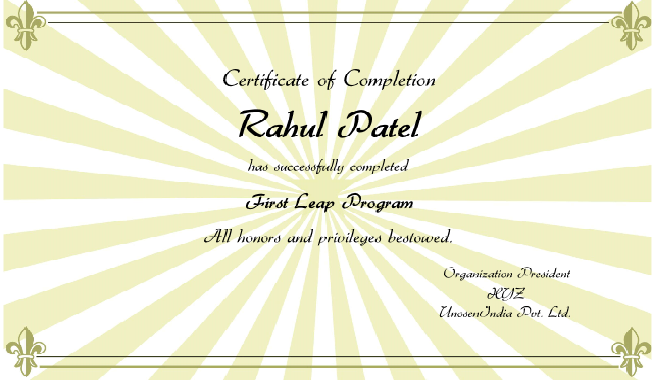 Certificate of Completion
Rahul Patel
has successfully completed
First Leap Program
All honors and privileges bestowed.
Organization President
XYZ
UnosenIndia Pvt. Ltd.